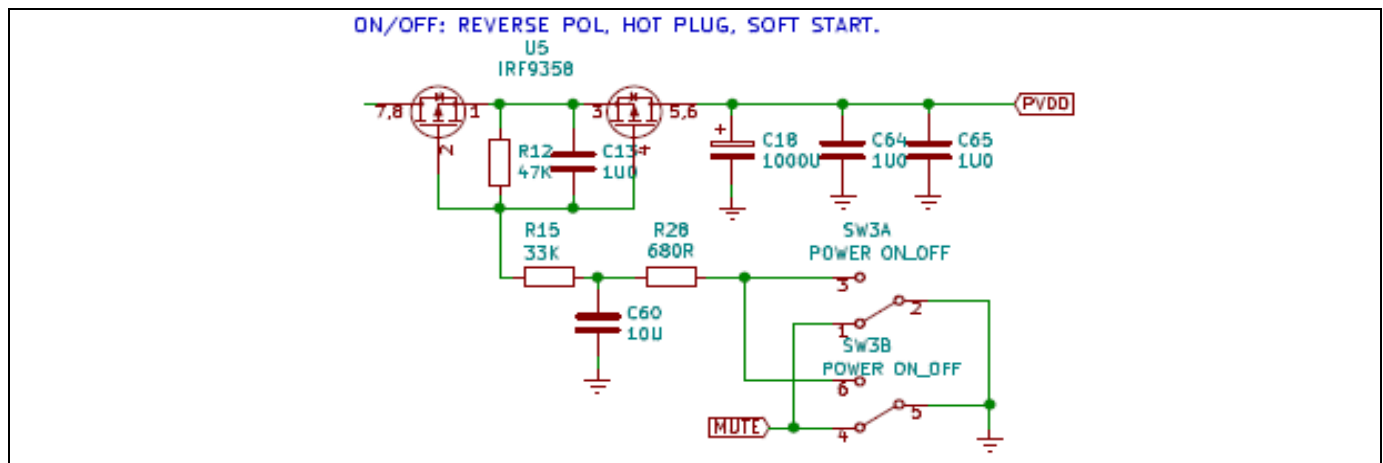 ON/OFF: REVERSE POL, HOT PLUG, SOFT START.
U5
IRF9358
7,8
1
3
5,6
2
4
R12
47K
C13
1U0
C18
1000U
+
C64
1U0
C65
1U0
PVDD
R15
33K
R28
680R
SW3A
POWER ON_OFF
3
2
1
C60
10U
SW3B
POWER ON_OFF
6
5
4
MUTE